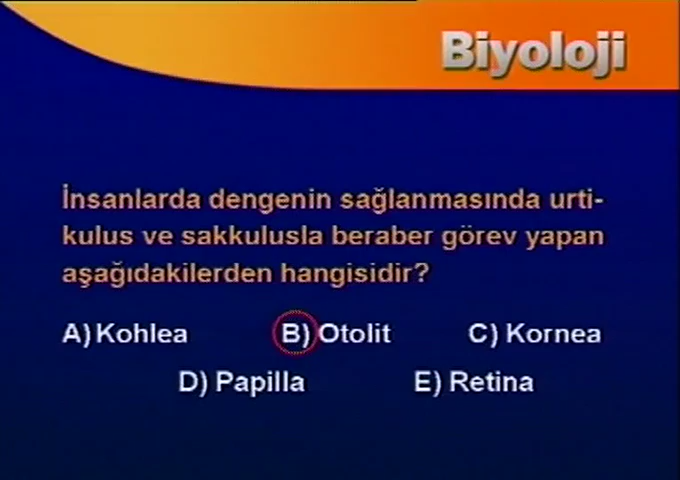 Biyoloji
İnsanlarda dengenin sağlanmasında urti-
kulus ve sakkulusla beraber görev yapan
aşağıdakilerden hangisidir?
A) Kohlea B) Otolit C) Kornea
D) Papilla E) Retina